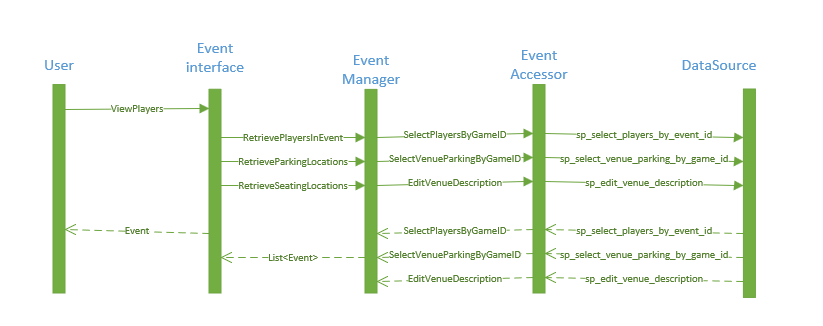 User
Event
interface
Event
Manager
Event
Accessor
DataSource
ViewPlayers
RetrievePlayersInEvent
SelectPlayersByGameID
sp_select_players_by_event_id
RetrieveParkingLocations
SelectVenueParkingByGameID
sp_select_venue_parking_by_game_id
RetrieveSeatingLocations
EditVenueDescription
sp_edit_venue_description
Event
SelectPlayersByGameID
sp_select_players_by_event_id
List<Event>
SelectVenueParkingByGameID
sp_select_venue_parking_by_game_id
EditVenueDescription
sp_edit_venue_description